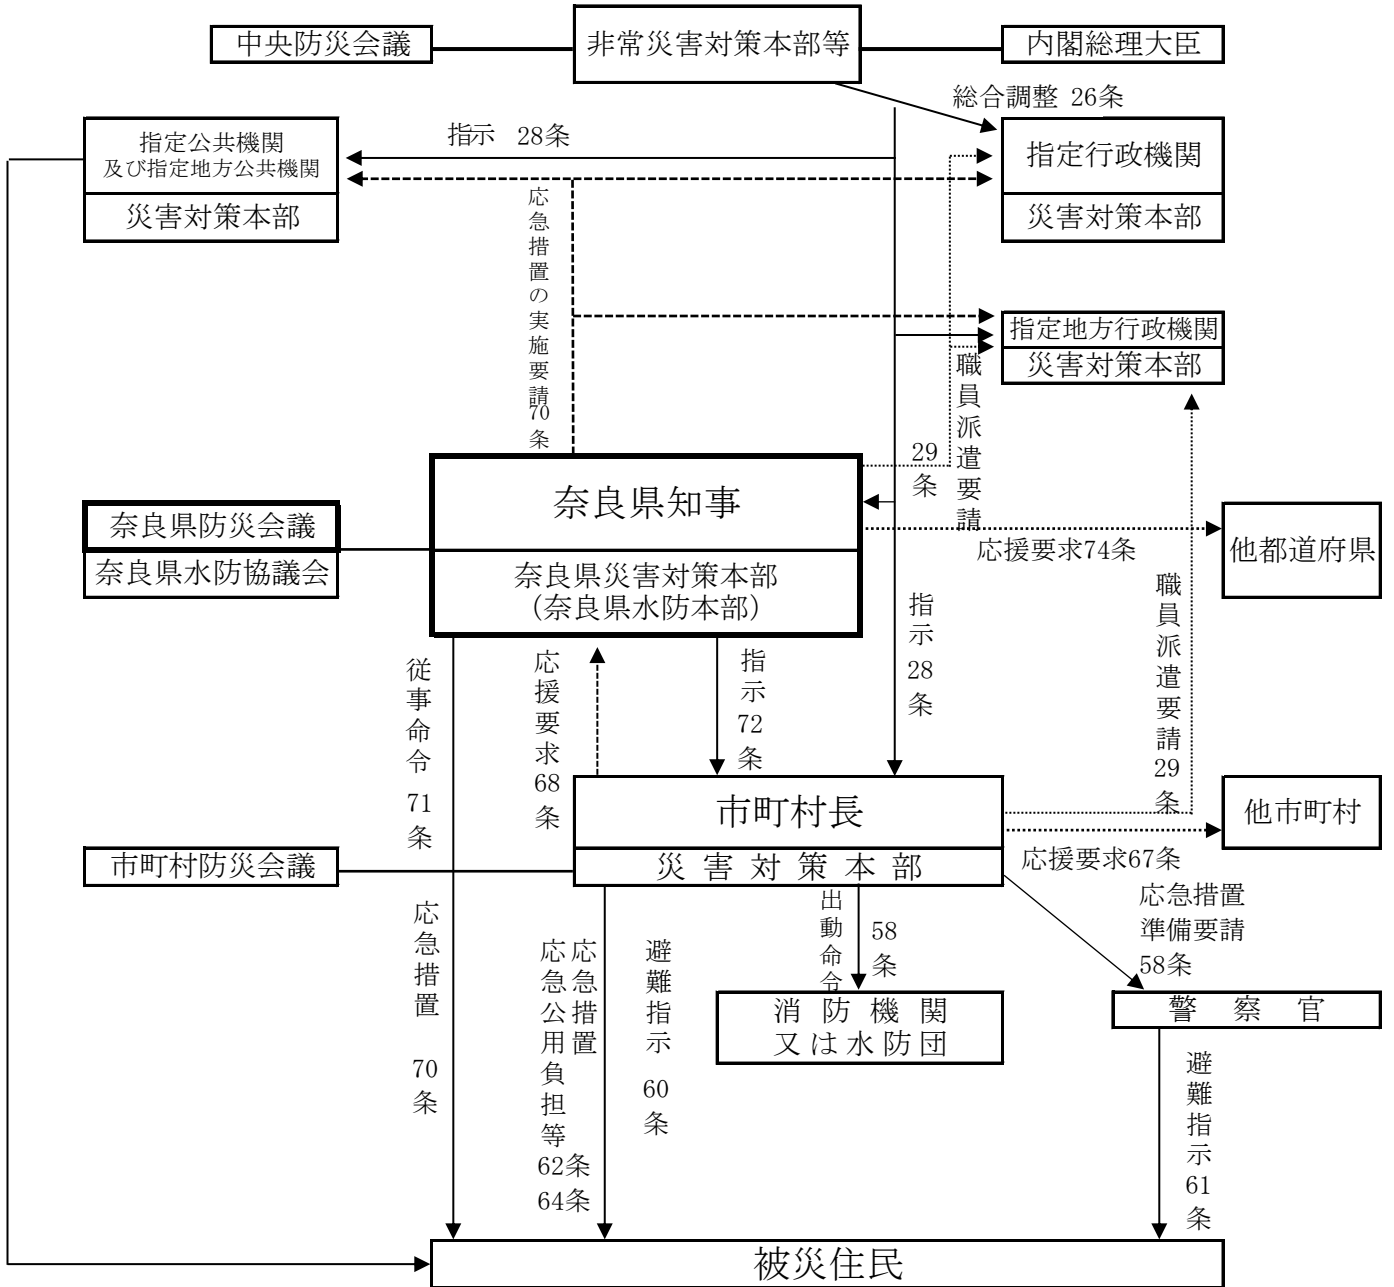 中央防災会議
非常災害対策本部等
内閣総理大臣
総合調整 26条
指定公共機関
及び指定地方公共機関
災害対策本部
指示 28条
指定行政機関
災害対策本部
応急措置の実施要請70条
指定地方行政機関
災害対策本部
職員派遣要請
29条
奈良県知事
奈良県災害対策本部
(奈良県水防本部)
奈良県防災会議
奈良県水防協議会
応援要求74条
他都道府県
従事命令 71条
応援要求68条
指示72条
指示28条
職員派遣要請29条
市町村長
災害対策本部
他市町村
応援要求67条
市町村防災会議
応急措置 70条
応急措置
応急公用負担等
62条
64条
避難指示 60条
出動命令
58条
応急措置
準備要請
58条
消防機関
又は水防団
警察官
避難指示61条
被災住民